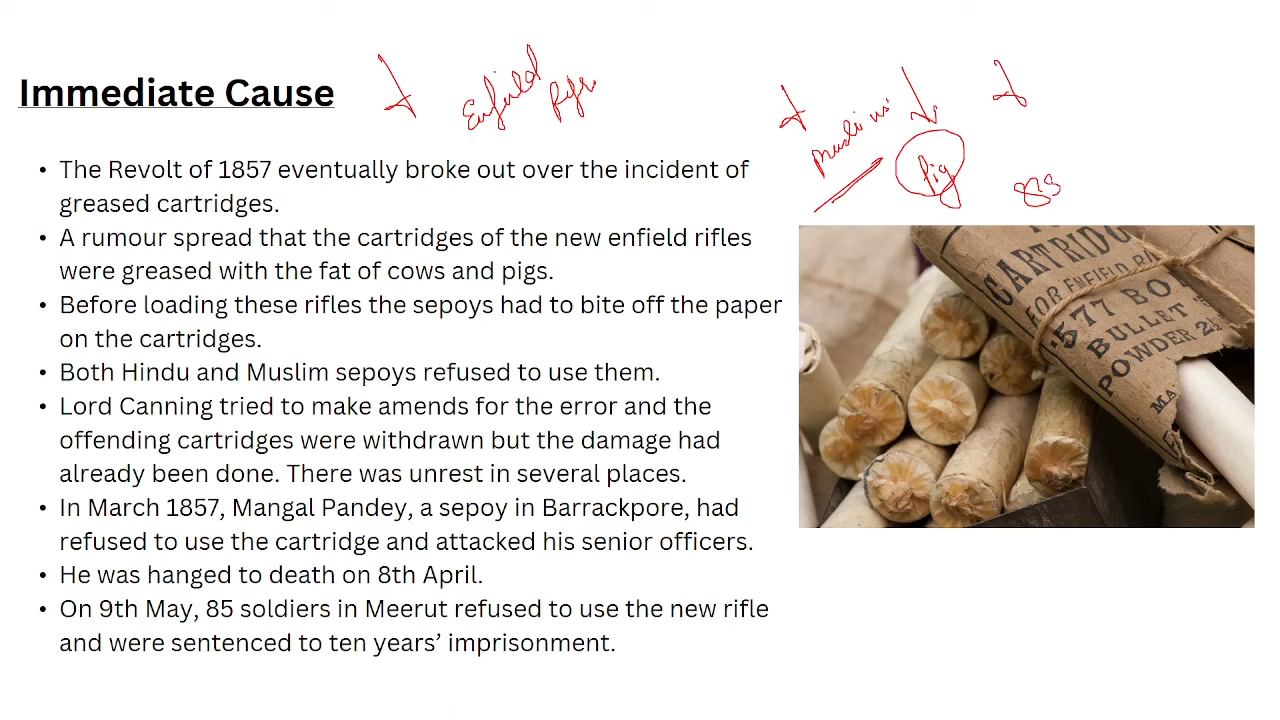 Immediate Cause
Enfield
Pig
• The Revolt of 1857 eventually broke out over the incident of
greased cartridges.
• A rumour spread that the cartridges of the new enfield rifles
were greased with the fat of cows and pigs.
• Before loading these rifles the sepoys had to bite off the paper
on the cartridges.
• Both Hindu and Muslim sepoys refused to use them.
• Lord Canning tried to make amends for the error and the
offending cartridges were withdrawn but the damage had
already been done. There was unrest in several places.
• In March 1857, Mangal Pandey, a sepoy in Barrackpore, had
refused to use the cartridge and attacked his senior officers.
• He was hanged to death on 8th April.
• On 9th May, 85 soldiers in Meerut refused to use the new rifle
and were sentenced to ten years’ imprisonment.
CARTRIDG
FOR ENFIELD
577 BO
BULLET
POWDER 2½
MA